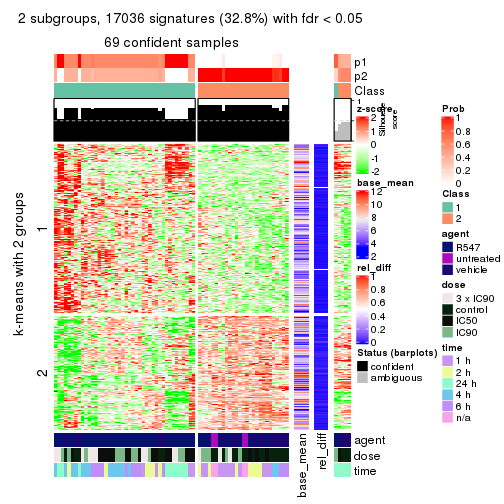 2 subgroups, 17036 signatures (32.8%) with fdr < 0.05
69 confident samples
p1
p2
Class
1
Silhouette
score
k-means with 2 groups
1
2
agent
dose
time
base_mean
rel_diff
z-score
2
1
0
-1
-2
base_mean
12
10
8
6
4
2
rel_diff
1
0.8
0.6
0.4
0.2
0
Status (barplots)
confident
ambiguous
Prob
1
0.8
0.6
0.4
0.2
0
Class
1
2
agent
R547
untreated
vehicle
dose
3 x IC90
control
IC50
IC90
time
1 h
2 h
24 h
4 h
6 h
n/a